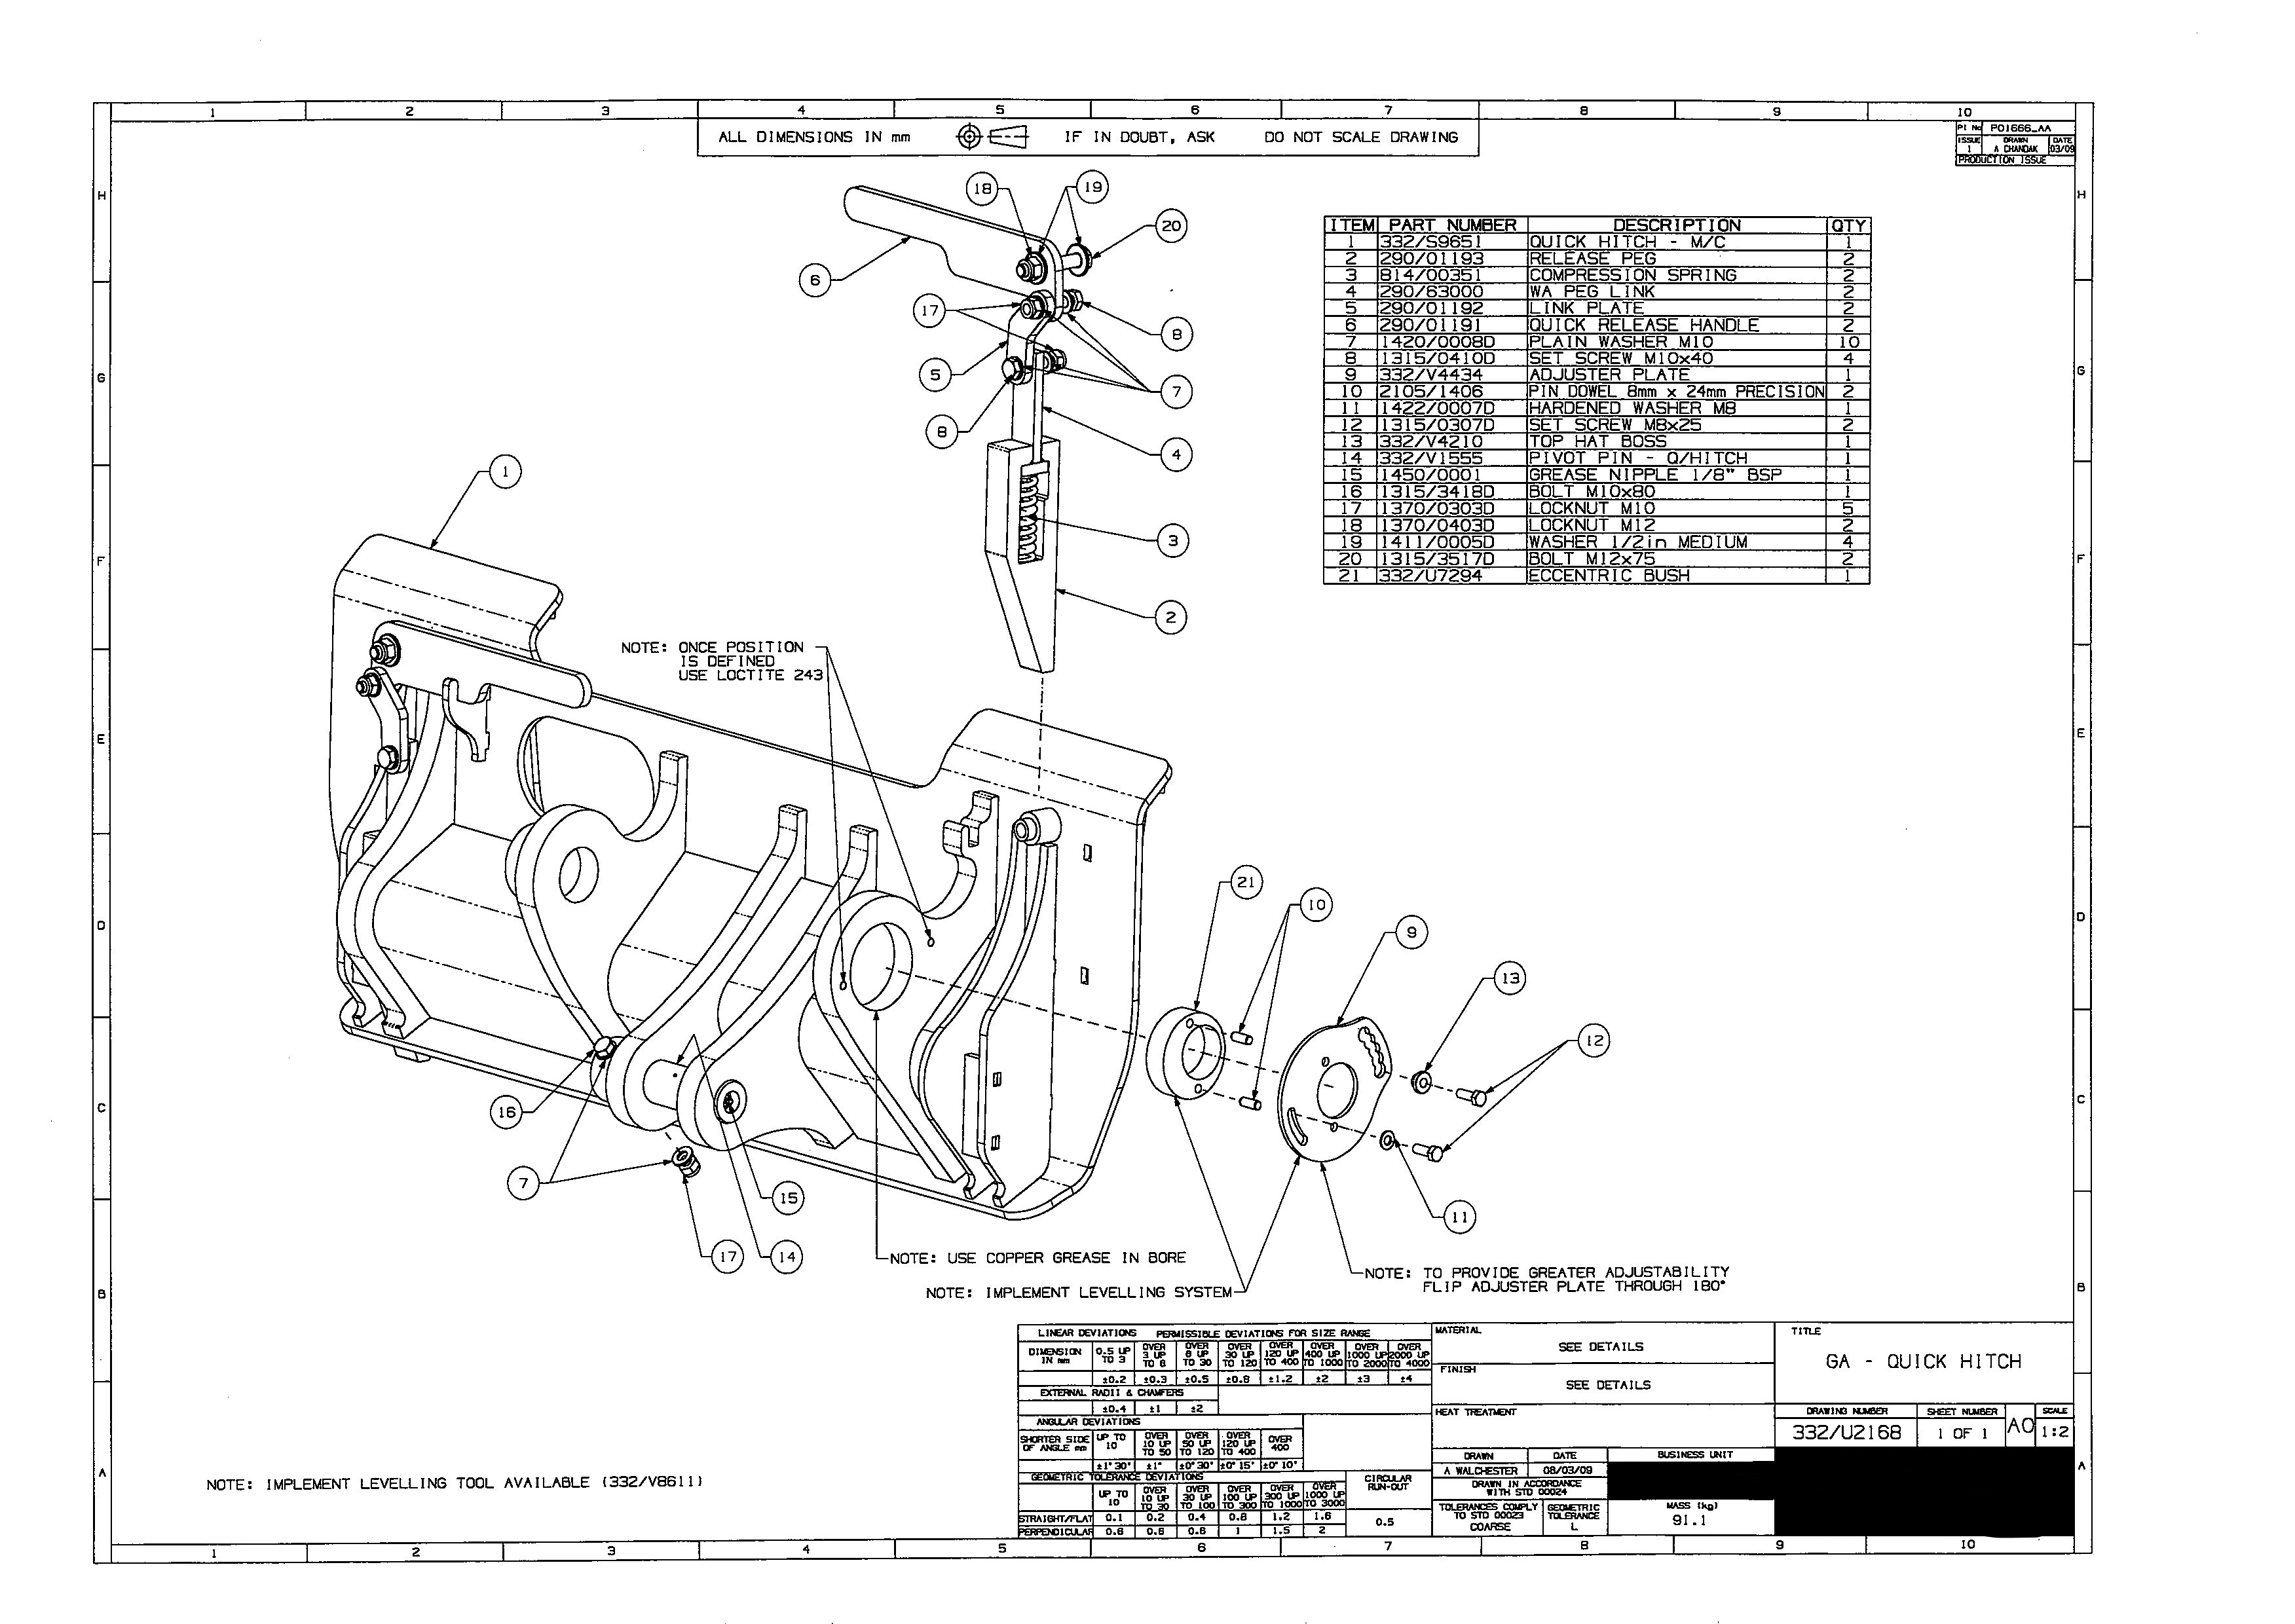 1 2 3 4 5 6 7 8 9 10
ALL DIMENSIONS IN mm IF IN DOUBT, ASK DO NOT SCALE DRAWING
PI No P01666_AA
ISSUE DRAWN DATE
1 A CHANDAK 03/09
PRODUCTION ISSUE
H H
G G
F F
E E
D D
C C
B B
A A
ITEM PART NUMBER DESCRIPTION QTY
1 332/S9651 QUICK HITCH - M/C 1
2 290/01193 RELEASE PEG 2
3 814/00351 COMPRESSION SPRING 2
4 290/63000 WA PEG LINK 2
5 290/01192 LINK PLATE 2
6 290/01191 QUICK RELEASE HANDLE 2
7 1420/0008D PLAIN WASHER M10 10
8 1315/0410D SET SCREW M10x40 4
9 332/V4434 ADJUSTER PLATE 1
10 2105/1406 PIN DOWEL 8mm x 24mm PRECISION 2
11 1422/0007D HARDENED WASHER M8 1
12 1315/0307D SET SCREW M8x25 2
13 332/V4210 TOP HAT BOSS 1
14 332/V1555 PIVOT PIN - Q/HITCH 1
15 1450/0001 GREASE NIPPLE 1/8" BSP 1
16 1315/3418D BOLT M10x80 1
17 1370/0303D LOCKNUT M10 5
18 1370/0403D LOCKNUT M12 2
19 1411/0005D WASHER 1/2in MEDIUM 4
20 1315/3517D BOLT M12x75 2
21 332/U7294 ECCENTRIC BUSH 1
18
19
20
6
17
8
5
7
8
4
1
3
2
NOTE: ONCE POSITION
IS DEFINED
USE LOCTITE 243
21
10
9
13
12
16
7
15
11
17
14
NOTE: USE COPPER GREASE IN BORE
NOTE: IMPLEMENT LEVELLING SYSTEM
NOTE: TO PROVIDE GREATER ADJUSTABILITY
FLIP ADJUSTER PLATE THROUGH 180°
NOTE: IMPLEMENT LEVELLING TOOL AVAILABLE (332/V8611)
LINEAR DEVIATIONS PERMISSIBLE DEVIATIONS FOR SIZE RANGE
DIMENSION IN mm 0.5 UP TO 3 OVER 3 UP TO 6 OVER 6 UP TO 30 OVER 30 UP TO 120 OVER 120 UP TO 400 OVER 400 UP TO 1000 OVER 1000 UP TO 2000 OVER 2000 UP TO 4000
±0.2 ±0.3 ±0.5 ±0.8 ±1.2 ±2 ±3 ±4
EXTERNAL RADII & CHAMFERS
±0.4 ±1 ±2
ANGULAR DEVIATIONS
SHORTER SIDE OF ANGLE mm UP TO 10 OVER 10 UP TO 50 OVER 50 UP TO 120 OVER 120 UP TO 400 OVER 400
±1°30' ±1° ±0°30' ±0°15' ±0°10'
GEOMETRIC TOLERANCE DEVIATIONS CIRCULAR RUN-OUT
UP TO 10 OVER 10 UP TO 30 OVER 30 UP TO 100 OVER 100 UP TO 300 OVER 300 UP TO 1000 OVER 1000 UP TO 3000
STRAIGHT/FLAT 0.1 0.2 0.4 0.8 1.2 1.6 0.5
PERPENDICULAR 0.6 0.6 0.6 1 1.5 2
MATERIAL
SEE DETAILS
FINISH
SEE DETAILS
HEAT TREATMENT
TITLE
GA - QUICK HITCH
DRAWING NUMBER SHEET NUMBER SCALE
332/U2168 1 OF 1 A0 1:2
DRAWN DATE BUSINESS UNIT
A WALCHESTER 08/03/09
DRAWN IN ACCORDANCE
WITH STD 00024
TOLERANCES COMPLY TO STD 00023 COARSE
GEOMETRIC TOLERANCE L
MASS (kg)
91.1
1 2 3 4 5 6 7 8 9 10